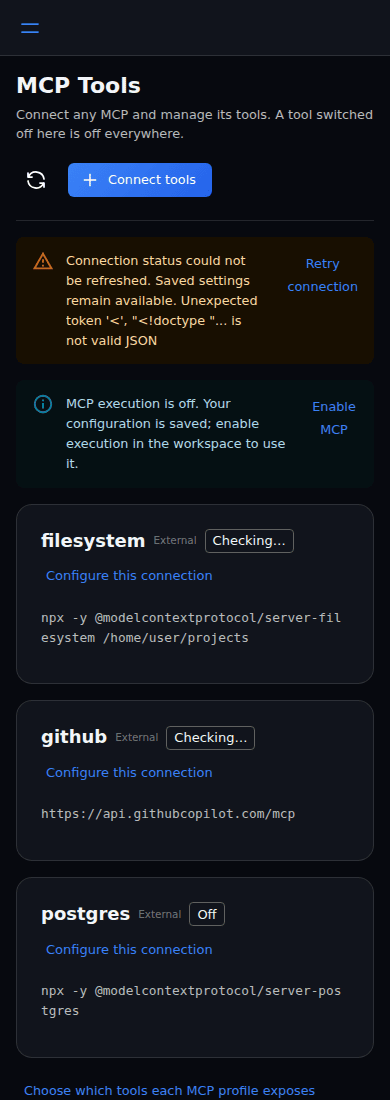 MCP Tools
Connect any MCP and manage its tools. A tool switched
off here is off everywhere.
Connect tools
Connection status could not
be refreshed. Saved settings
remain available. Unexpected
token '<', "<!doctype "... is
not valid JSON
Retry
connection
MCP execution is off. Your
configuration is saved; enable
execution in the workspace to use
it.
Enable
MCP
filesystem External Checking...
Configure this connection
npx -y @modelcontextprotocol/server-fil
esystem /home/user/projects
github External Checking...
Configure this connection
https://api.githubcopilot.com/mcp
postgres External Off
Configure this connection
npx -y @modelcontextprotocol/server-pos
tgres
Choose which tools each MCP profile exposes